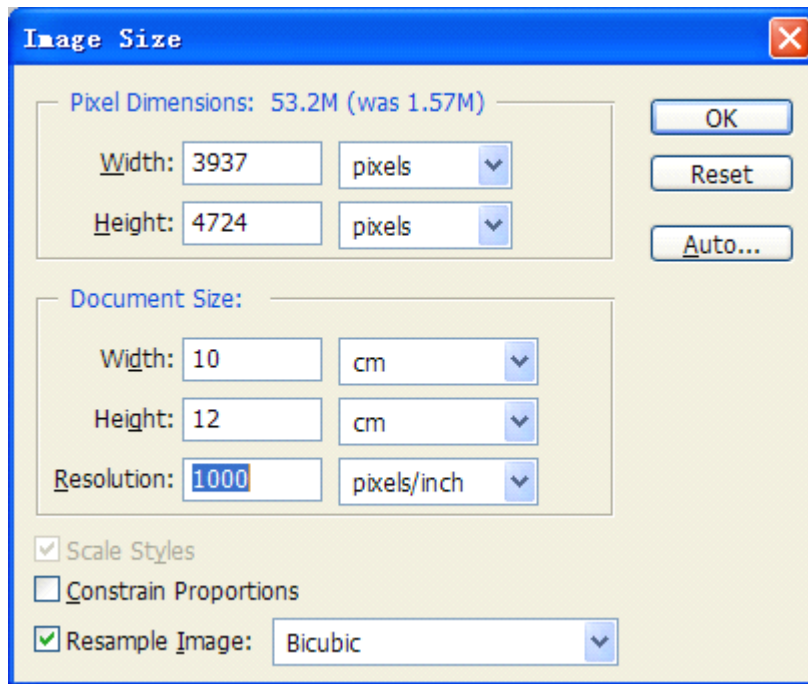 Image Size
Pixel Dimensions: 53.2M (was 1.57M)
OK
Width: 3937 pixels
Reset
Height: 4724 pixels
Auto...
Document Size:
Width: 10 cm
Height: 12 cm
Resolution: 1000 pixels/inch
Scale Styles
Constrain Proportions
Resample Image: Bicubic